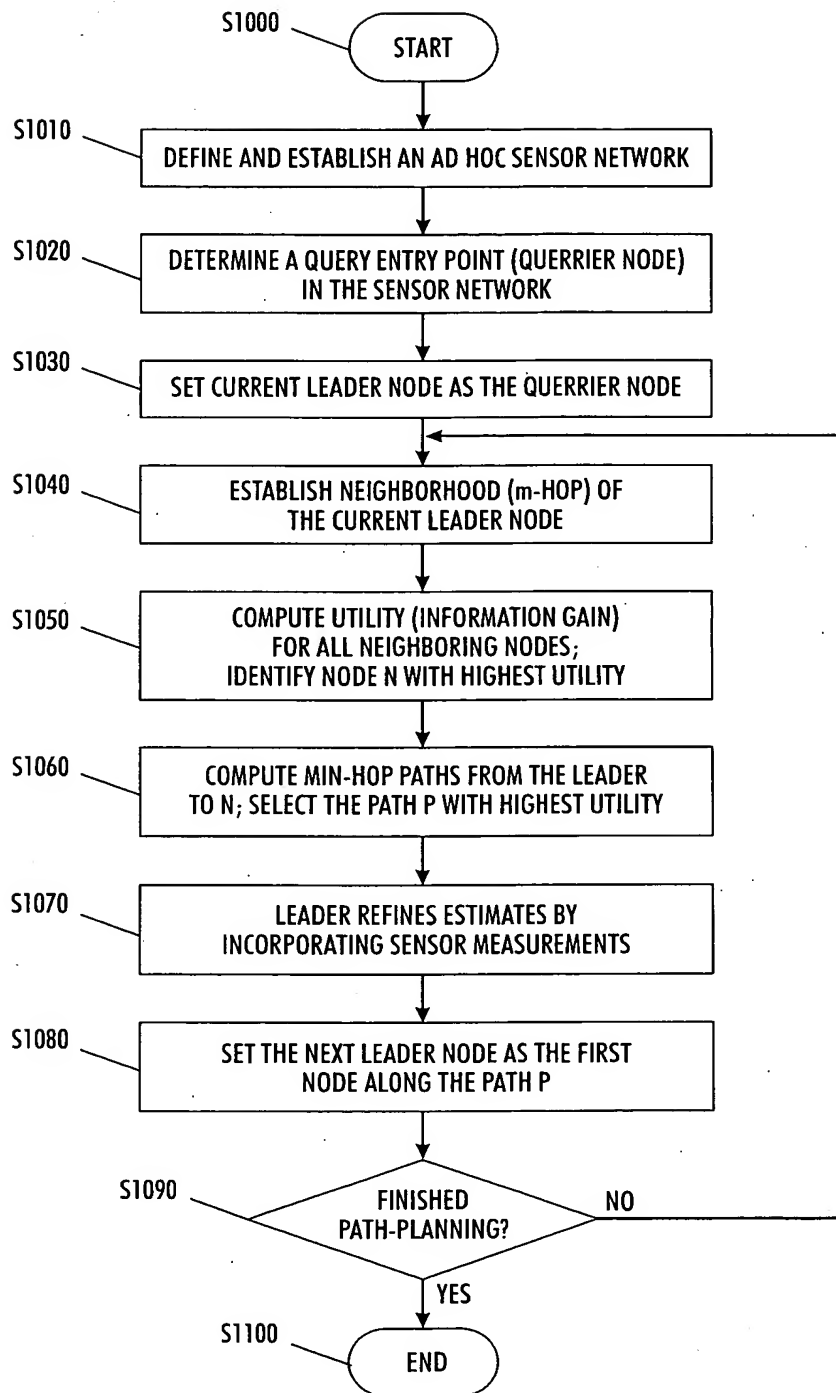 S1000
START
S1010
DEFINE AND ESTABLISH AN AD HOC SENSOR NETWORK
S1020
DETERMINE A QUERY ENTRY POINT (QUERRIER NODE)
IN THE SENSOR NETWORK
S1030
SET CURRENT LEADER NODE AS THE QUERRIER NODE
S1040
ESTABLISH NEIGHBORHOOD (m-HOP) OF
THE CURRENT LEADER NODE
S1050
COMPUTE UTILITY (INFORMATION GAIN)
FOR ALL NEIGHBORING NODES;
IDENTIFY NODE N WITH HIGHEST UTILITY
S1060
COMPUTE MIN-HOP PATHS FROM THE LEADER
TO N; SELECT THE PATH P WITH HIGHEST UTILITY
S1070
LEADER REFINES ESTIMATES BY
INCORPORATING SENSOR MEASUREMENTS
S1080
SET THE NEXT LEADER NODE AS THE FIRST
NODE ALONG THE PATH P
S1090
FINISHED
PATH-PLANNING?
NO
YES
S1100
END